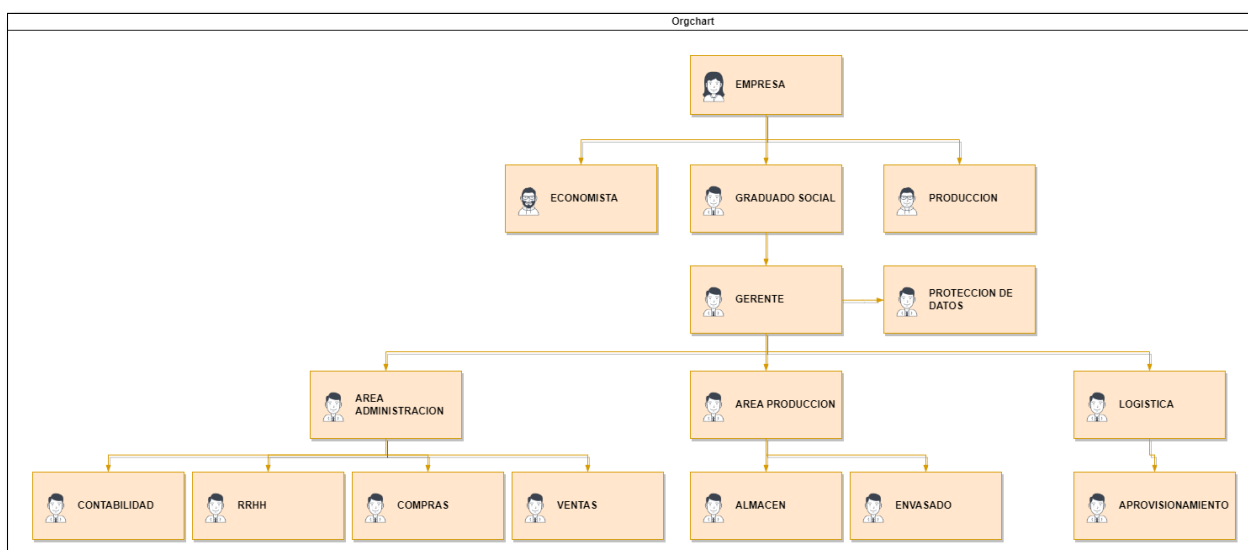 Orgchart
EMPRESA
ECONOMISTA
GRADUADO SOCIAL
PRODUCCION
GERENTE
PROTECCION DE
DATOS
AREA
ADMINISTRACION
AREA PRODUCCION
LOGISTICA
CONTABILIDAD
RRHH
COMPRAS
VENTAS
ALMACEN
ENVASADO
APROVISIONAMIENTO